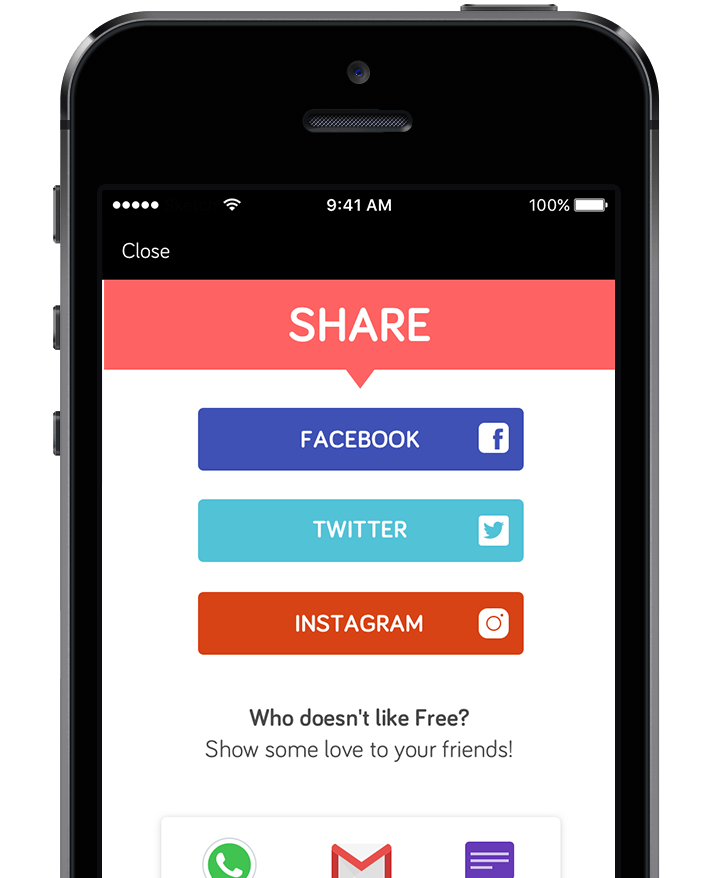 9:41 AM 100%
Close
SHARE
FACEBOOK
TWITTER
INSTAGRAM
Who doesn't like Free?
Show some love to your friends!